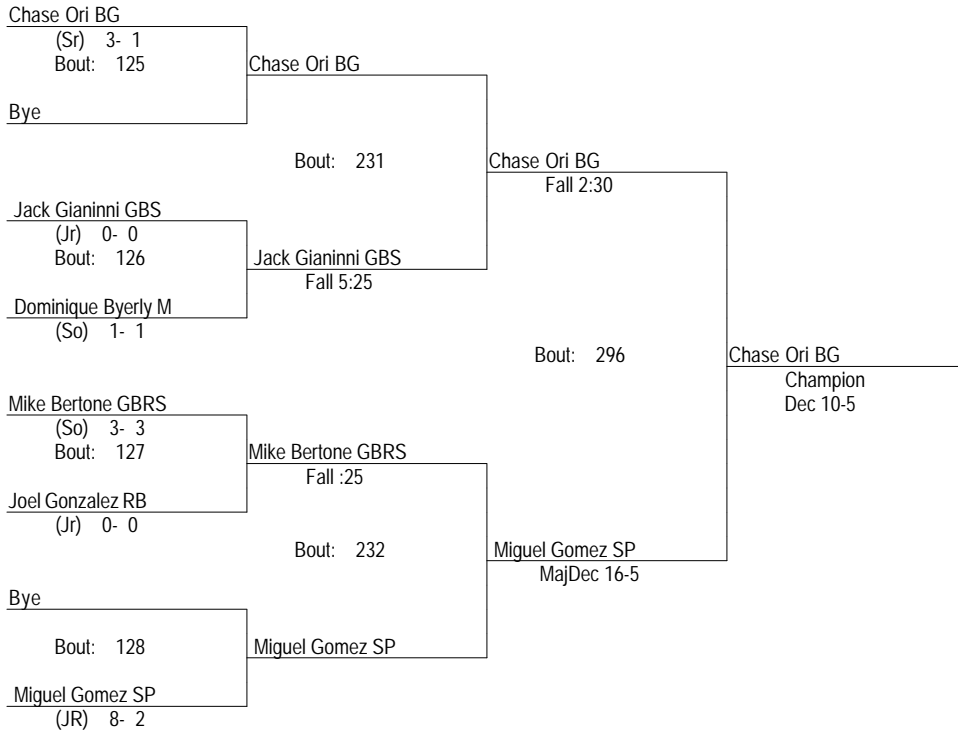 Chase Ori BG
(Sr) 3- 1
Bout: 125
Chase Ori BG
Bye
Bout: 231
Chase Ori BG
Fall 2:30
Jack Gianinni GBS
(Jr) 0- 0
Bout: 126
Jack Gianinni GBS
Fall 5:25
Dominique Byerly M
(So) 1- 1
Bout: 296
Chase Ori BG
Champion
Dec 10-5
Mike Bertone GBRS
(So) 3- 3
Bout: 127
Mike Bertone GBRS
Fall :25
Joel Gonzalez RB
(Jr) 0- 0
Bout: 232
Miguel Gomez SP
MajDec 16-5
Bye
Bout: 128
Miguel Gomez SP
Miguel Gomez SP
(JR) 8- 2